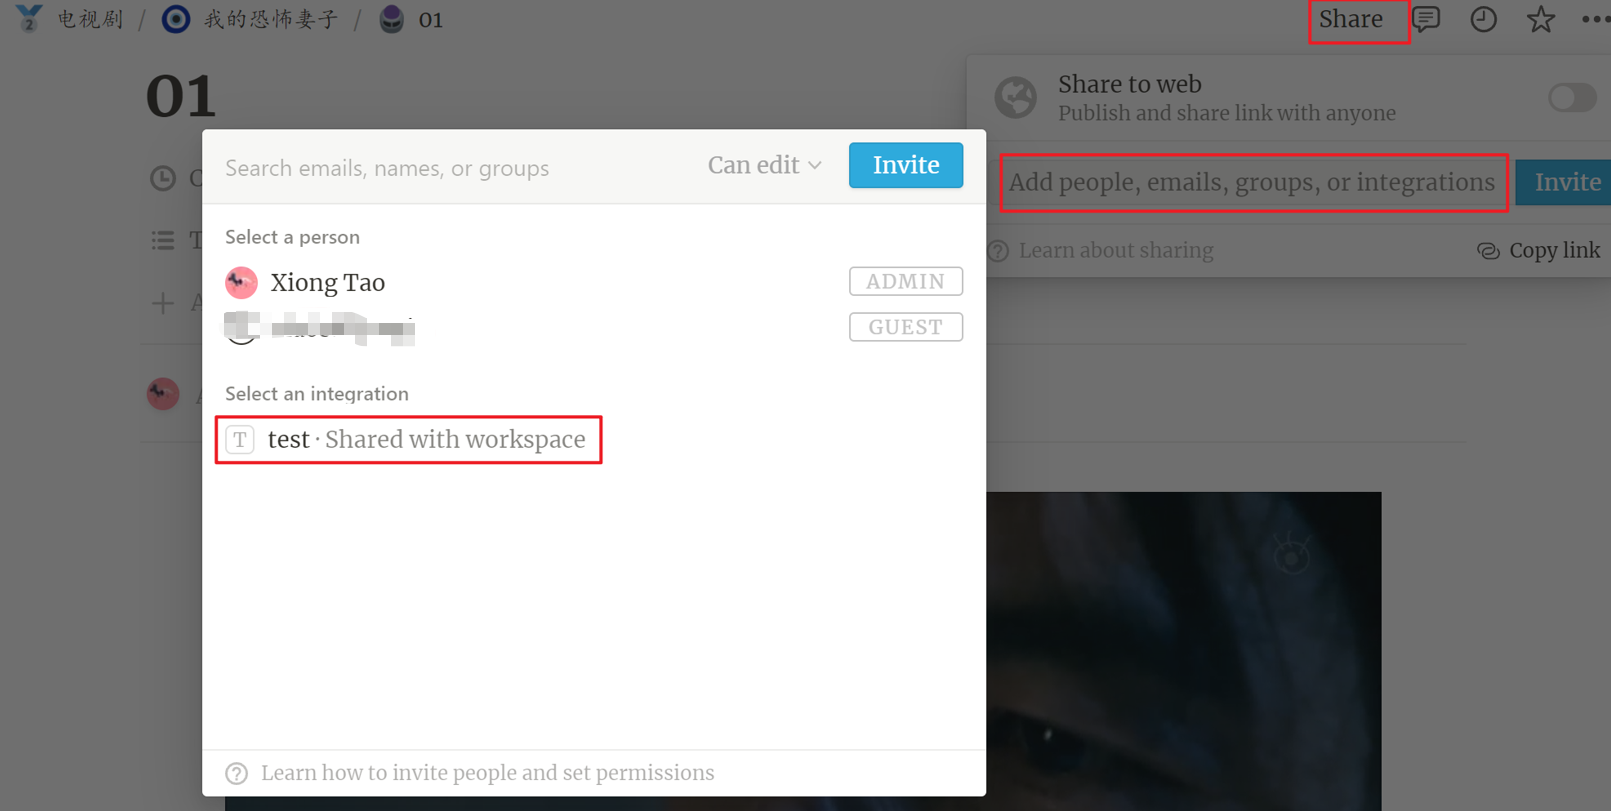 电视剧 / 我的恐怖妻子 / 01
Share
01
Share to web
Publish and share link with anyone
Search emails, names, or groups
Can edit
Invite
Add people, emails, groups, or integrations
Invite
Select a person
Learn about sharing
Copy link
Xiong Tao
ADMIN
GUEST
Select an integration
T test · Shared with workspace
Learn how to invite people and set permissions